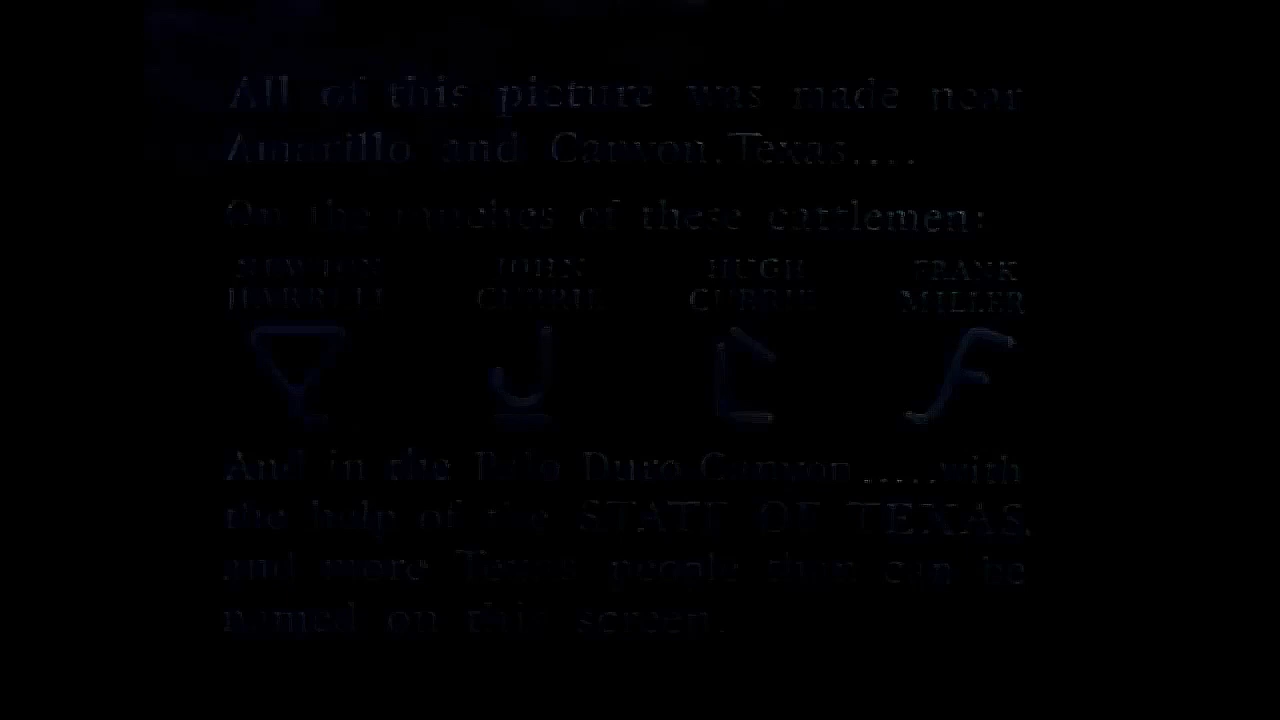 All of this picture was made near
Amarillo and Canyon, Texas....
On the ranches of these cattlemen:
NEWTON JOHN HUGH FRANK
HARRELL CURRIE CURRIE MILLER
J C F
And in the Palo Duro Canyon.....with
the help of the STATE OF TEXAS,
and more Texas people than can be
named on this screen.